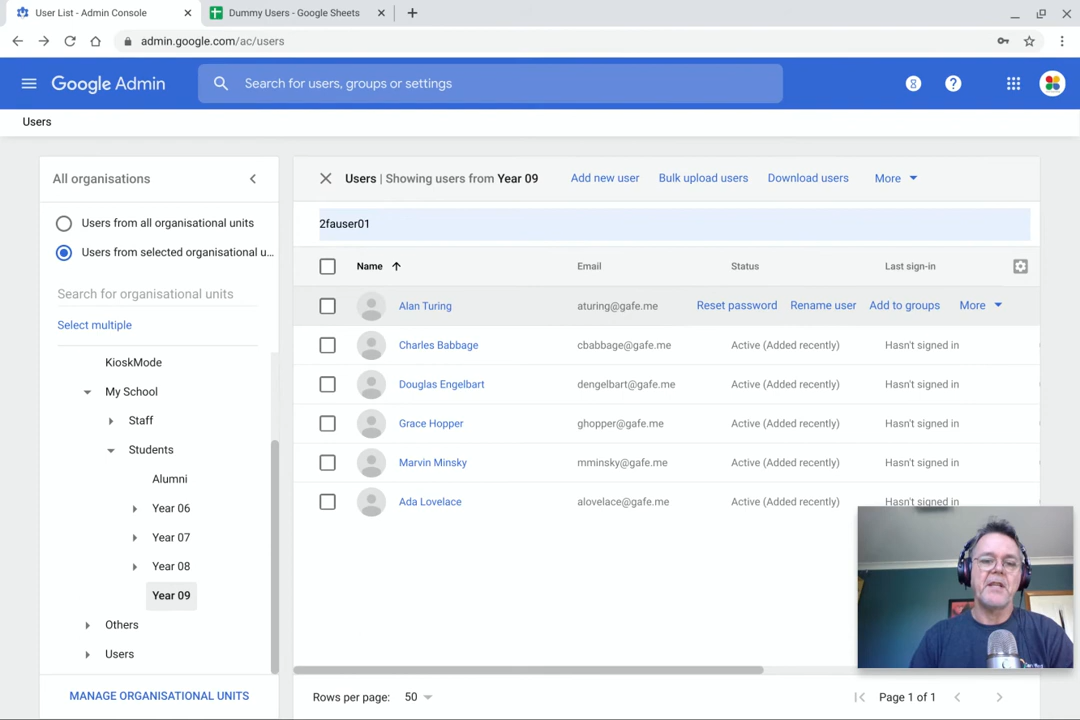 User List - Admin Console
Dummy Users - Google Sheets
admin.google.com/ac/users
Google Admin
Search for users, groups or settings
Users
All organisations
Users from all organisational units
Users from selected organisational u...
Search for organisational units
Select multiple
KioskMode
My School
Staff
Students
Alumni
Year 06
Year 07
Year 08
Year 09
Others
Users
MANAGE ORGANISATIONAL UNITS
Users | Showing users from Year 09
Add new user
Bulk upload users
Download users
More
2fauser01
Name Email Status Last sign-in
Alan Turing aturing@gafe.me Reset password Rename user Add to groups More
Charles Babbage cbabbage@gafe.me Active (Added recently) Hasn't signed in
Douglas Engelbart dengelbart@gafe.me Active (Added recently) Hasn't signed in
Grace Hopper ghopper@gafe.me Active (Added recently) Hasn't signed in
Marvin Minsky mminsky@gafe.me Active (Added recently) Hasn't signed in
Ada Lovelace alovelace@gafe.me Active (Added recently) Hasn't signed in
Rows per page: 50
Page 1 of 1